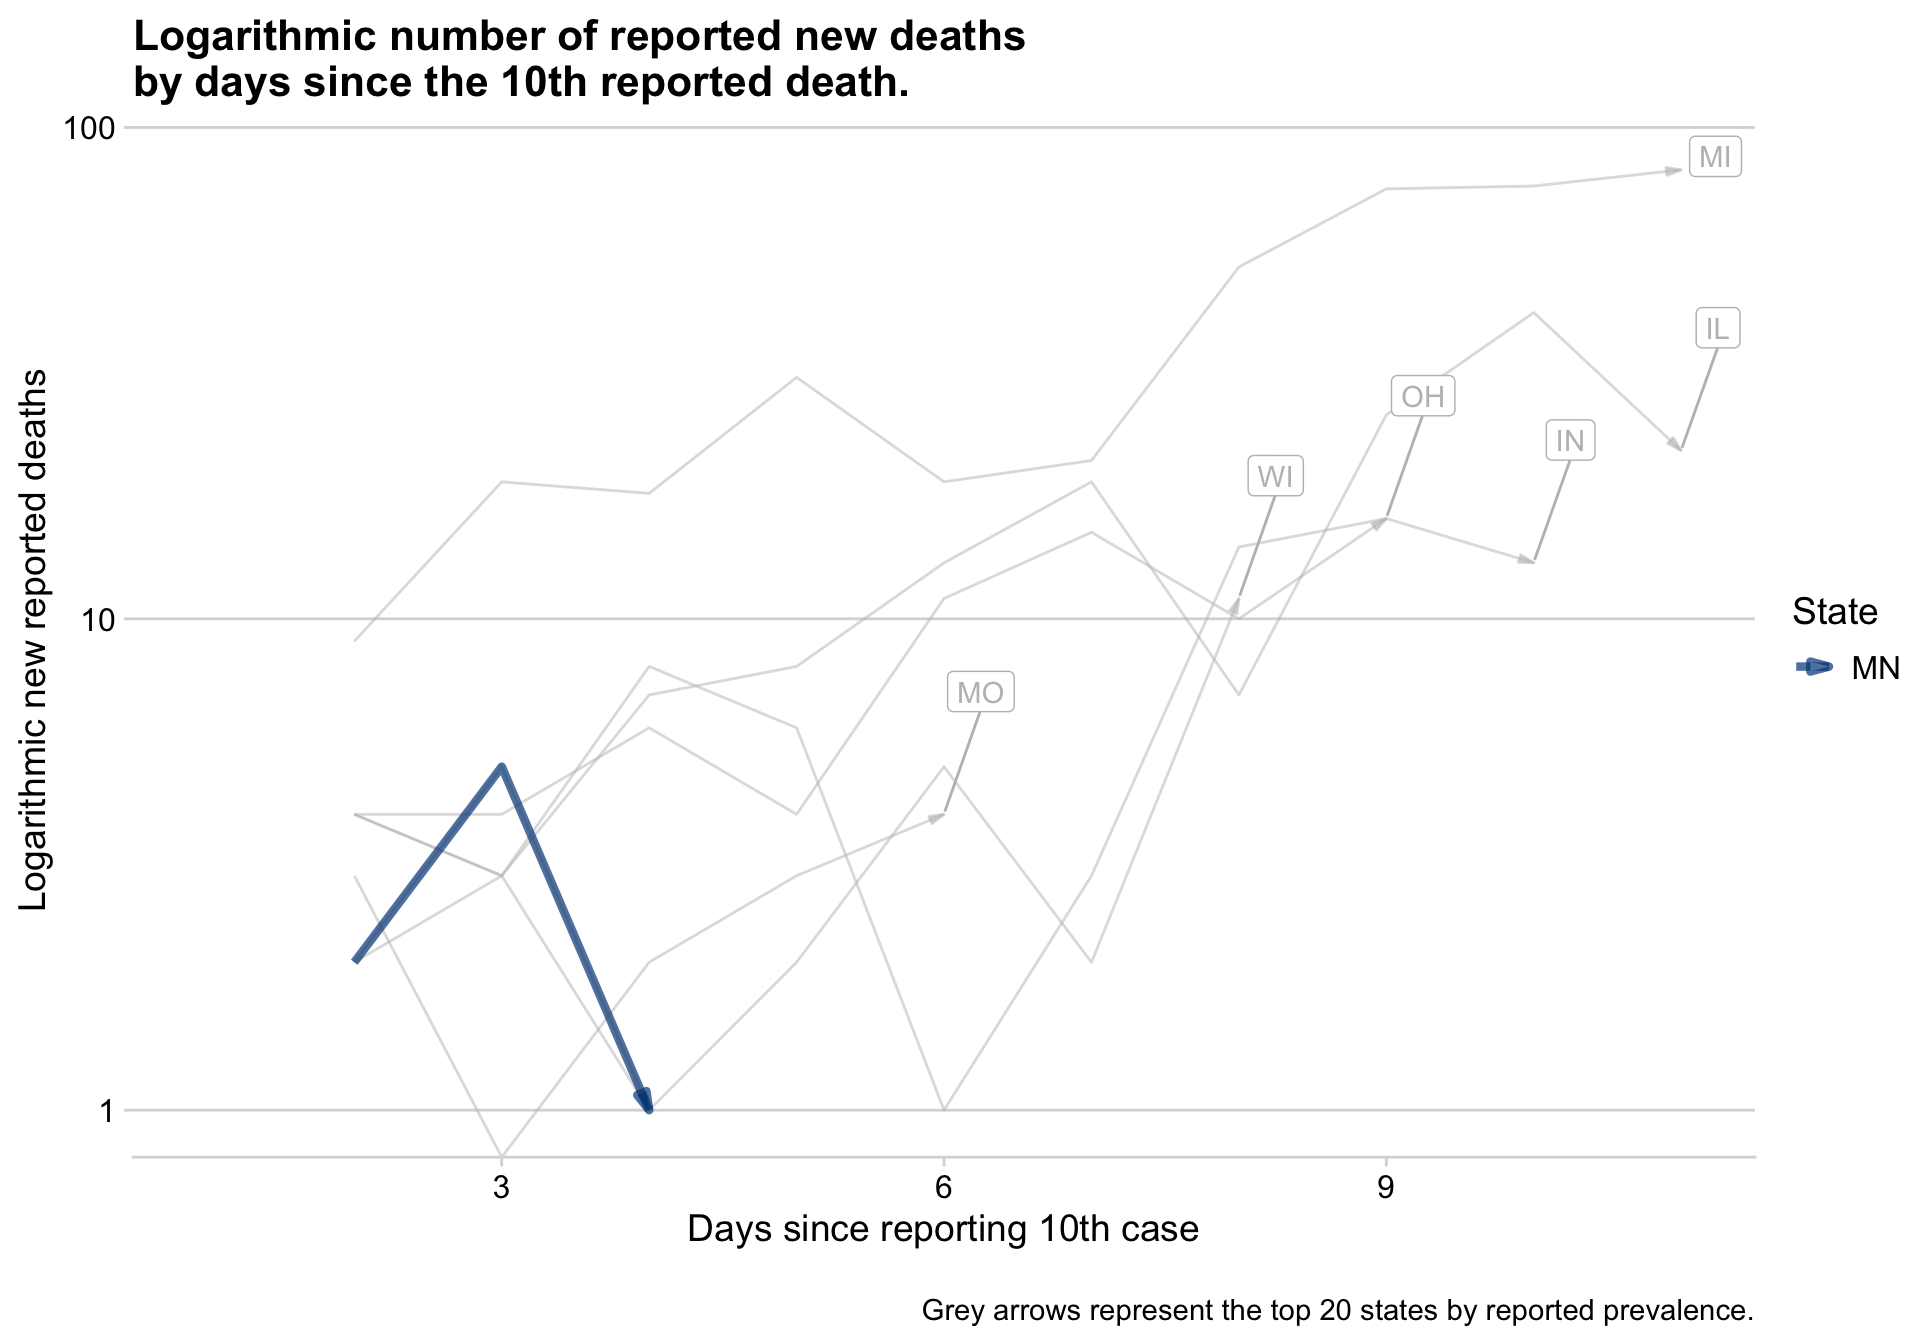 Logarithmic number of reported new deaths
by days since the 10th reported death.
100
MI
IL
OH
IN
WI
10
MO
1
Logarithmic new reported deaths
State
MN
3
6
9
Days since reporting 10th case
Grey arrows represent the top 20 states by reported prevalence.